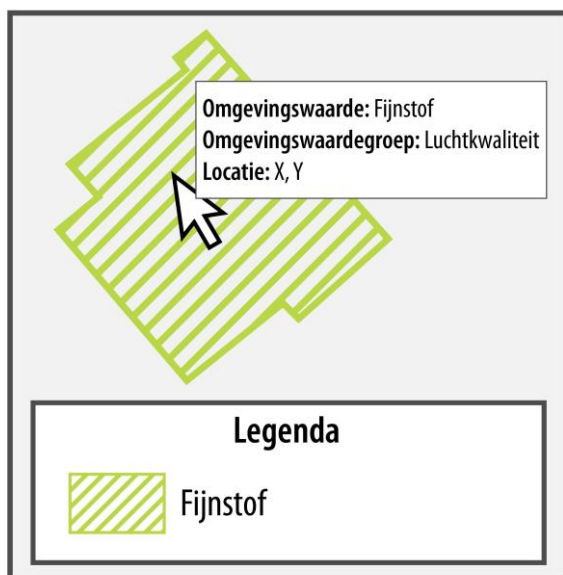 Omgevingswaarde: Fijnstof
Omgevingswaardegroep: Luchtkwaliteit
Locatie: X, Y
Legenda
Fijnstof